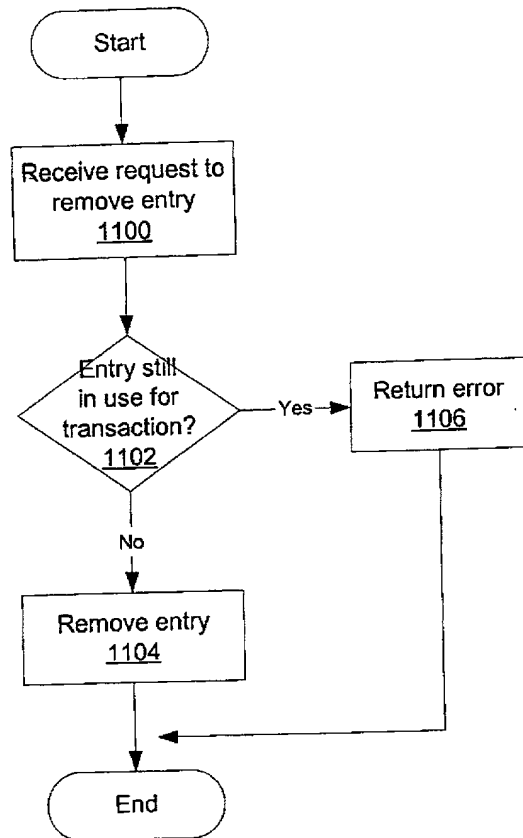 Start
Receive request to
remove entry
1100
Entry still
in use for
transaction?
1102
Yes
Return error
1106
No
Remove entry
1104
End